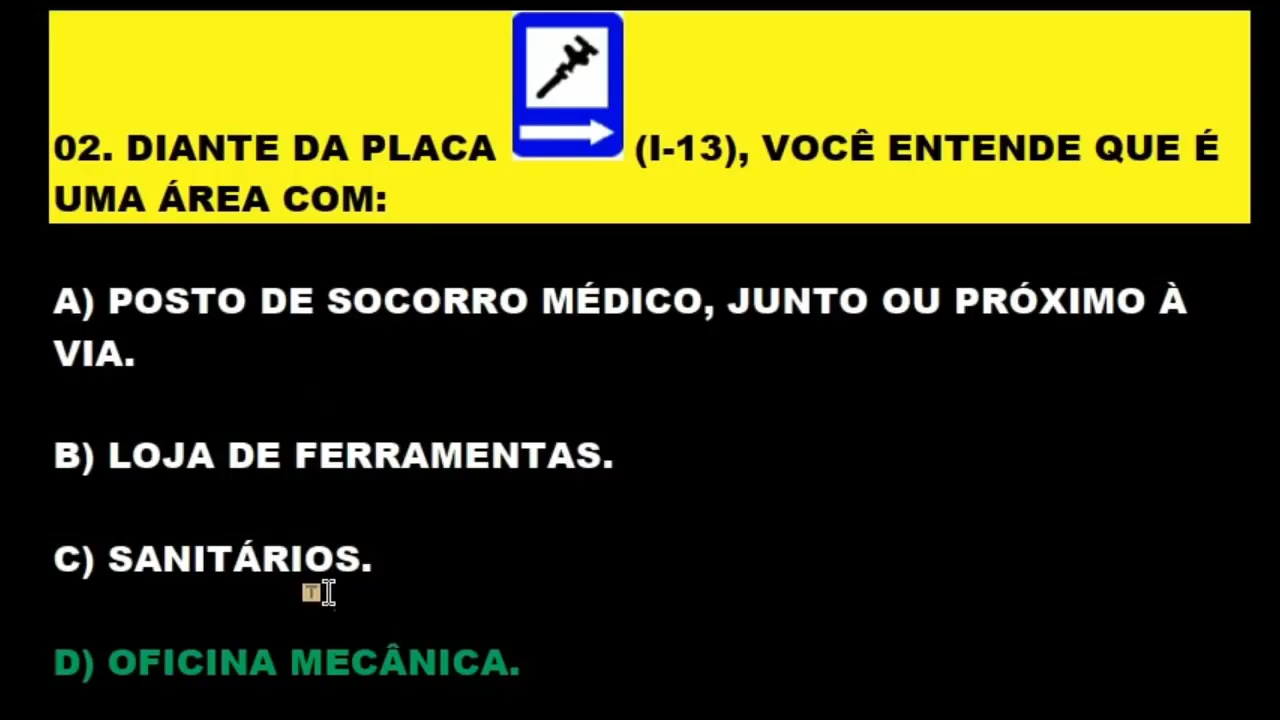 02. DIANTE DA PLACA (I-13), VOCÊ ENTENDE QUE É
UMA ÁREA COM:
A) POSTO DE SOCORRO MÉDICO, JUNTO OU PRÓXIMO À
VIA.
B) LOJA DE FERRAMENTAS.
C) SANITÁRIOS.
T
D) OFICINA MECÂNICA.